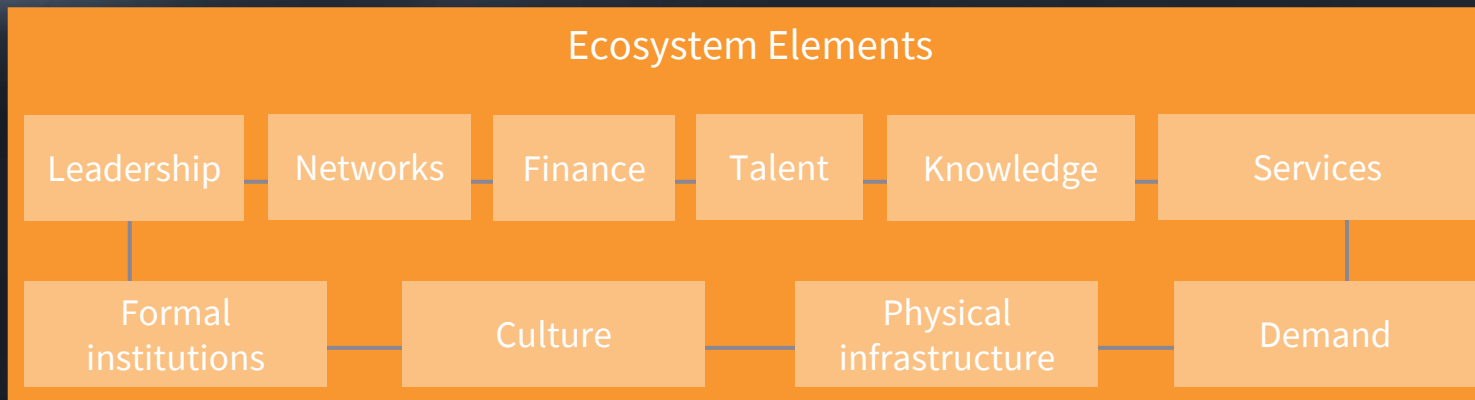 Ecosystem Elements
Leadership
Networks
Finance
Talent
Knowledge
Services
Formal
institutions
Culture
Physical
infrastructure
Demand